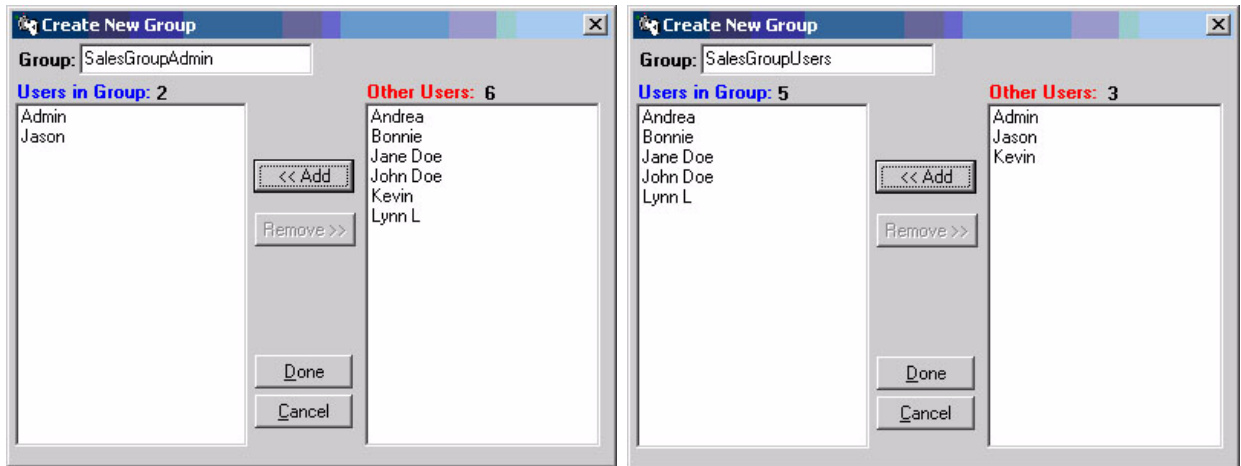 Create New Group
Group: SalesGroupAdmin
Users in Group: 2
Admin
Jason
<< Add
Remove >>
Done
Cancel
Other Users: 6
Andrea
Bonnie
Jane Doe
John Doe
Kevin
Lynn L
Create New Group
Group: SalesGroupUsers
Users in Group: 5
Andrea
Bonnie
Jane Doe
John Doe
Lynn L
<< Add
Remove >>
Done
Cancel
Other Users: 3
Admin
Jason
Kevin